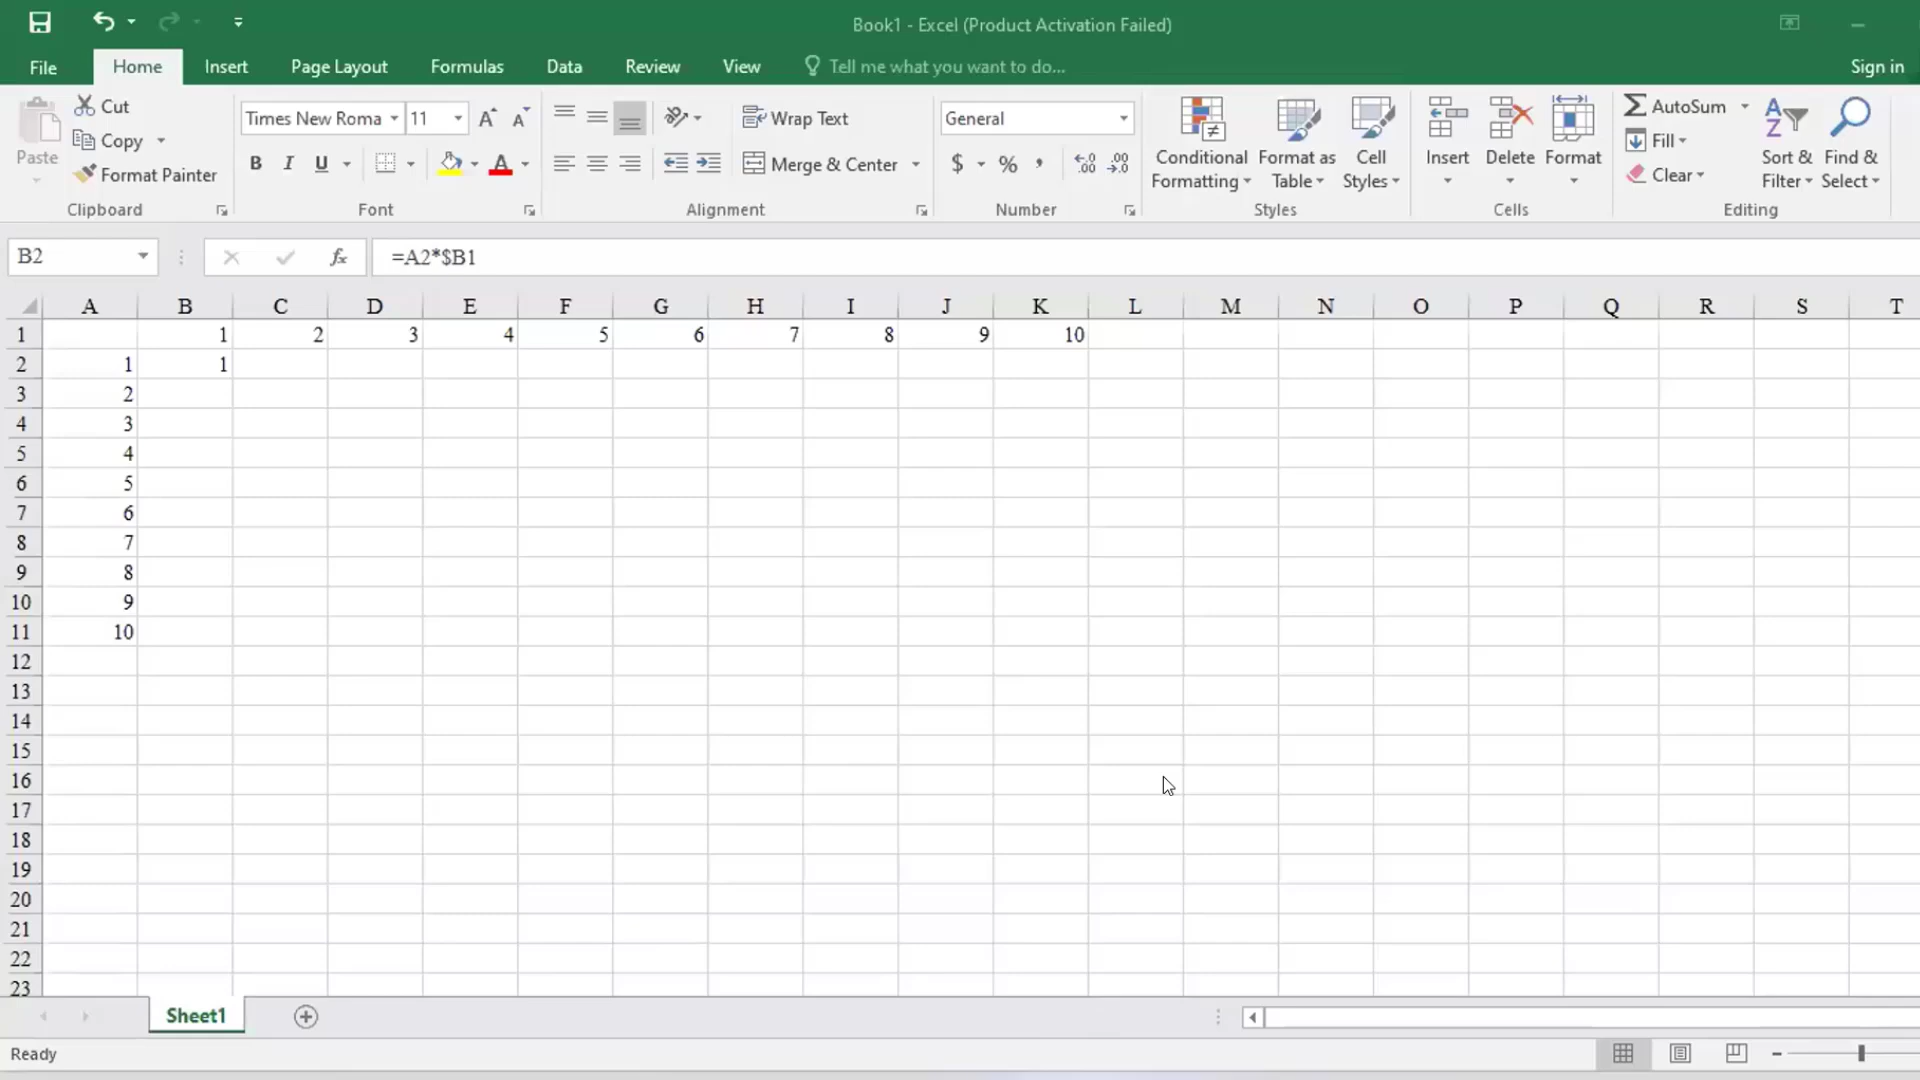 Book1 - Excel (Product Activation Failed)
File Home Insert Page Layout Formulas Data Review View Tell me what you want to do... Sign in
Paste Cut Copy Format Painter
Times New Roma 11 A A
B I U A
Wrap Text
Merge & Center
General
$ % ,
Conditional Formatting Format as Table Cell Styles
Insert Delete Format
AutoSum Fill Clear
Sort & Filter Find & Select
Clipboard Font Alignment Number Styles Cells Editing
B2 fx =A2*$B1
A B C D E F G H I J K L M N O P Q R S T
1 1 2 3 4 5 6 7 8 9 10
2 1 1
3 2
4 3
5 4
6 5
7 6
8 7
9 8
10 9
11 10
12
13
14
15
16
17
18
19
20
21
22
23
Sheet1
Ready